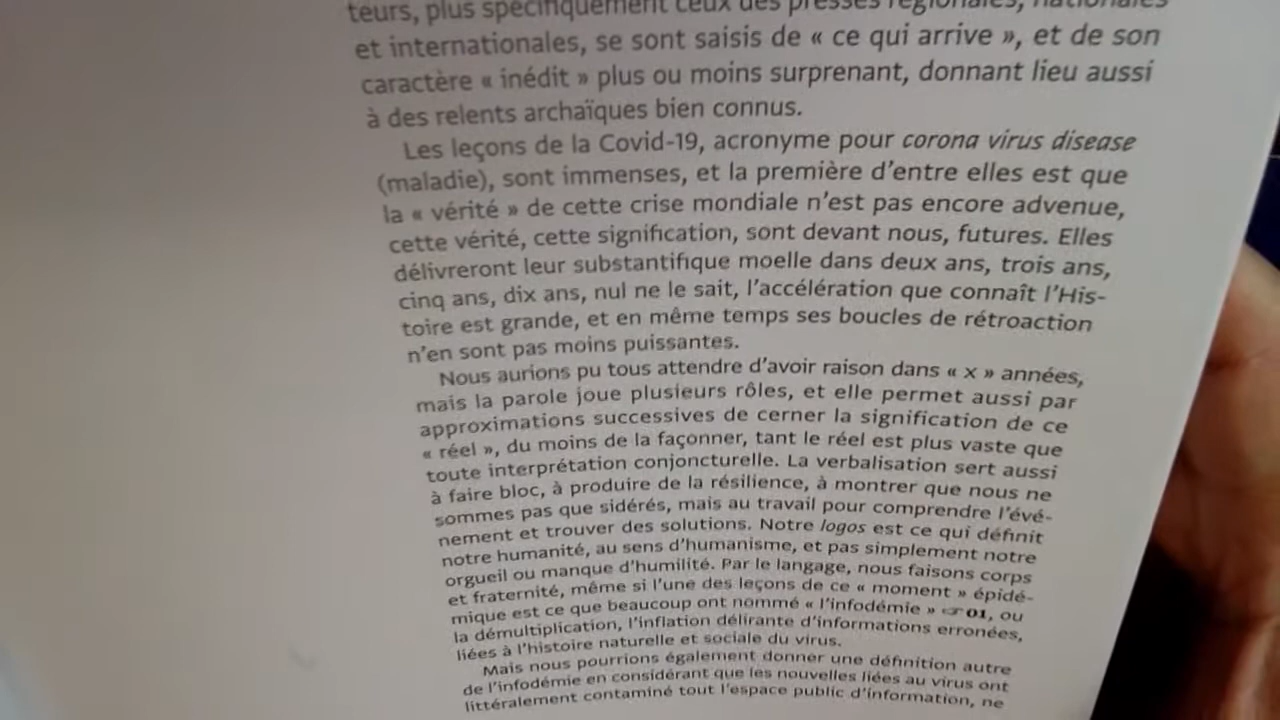 teurs, plus spécifiquement ceux des presses régionales, nationales
et internationales, se sont saisis de « ce qui arrive », et de son
caractère « inédit » plus ou moins surprenant, donnant lieu aussi
à des relents archaïques bien connus.
Les leçons de la Covid-19, acronyme pour corona virus disease
(maladie), sont immenses, et la première d'entre elles est que
la « vérité » de cette crise mondiale n'est pas encore advenue,
cette vérité, cette signification, sont devant nous, futures. Elles
délivreront leur substantifique moelle dans deux ans, trois ans,
cinq ans, dix ans, nul ne le sait, l'accélération que connaît l'His-
toire est grande, et en même temps ses boucles de rétroaction
n'en sont pas moins puissantes.
Nous aurions pu tous attendre d'avoir raison dans « x » années,
mais la parole joue plusieurs rôles, et elle permet aussi par
approximations successives de cerner la signification de ce
« réel », du moins de la façonner, tant le réel est plus vaste que
toute interprétation conjoncturelle. La verbalisation sert aussi
à faire bloc, à produire de la résilience, à montrer que nous ne
sommes pas que sidérés, mais au travail pour comprendre l'évé-
nement et trouver des solutions. Notre logos est ce qui définit
notre humanité, au sens d'humanisme, et pas simplement notre
orgueil ou manque d'humilité. Par le langage, nous faisons corps
et fraternité, même si l'une des leçons de ce « moment » épidé-
mique est ce que beaucoup ont nommé « l'infodémie » ☞ 01, ou
la démultiplication, l'inflation délirante d'informations erronées,
liées à l'histoire naturelle et sociale du virus.
Mais nous pourrions également donner une définition autre
de l'infodémie en considérant que les nouvelles liées au virus ont
littéralement contaminé tout l'espace public d'information, ne